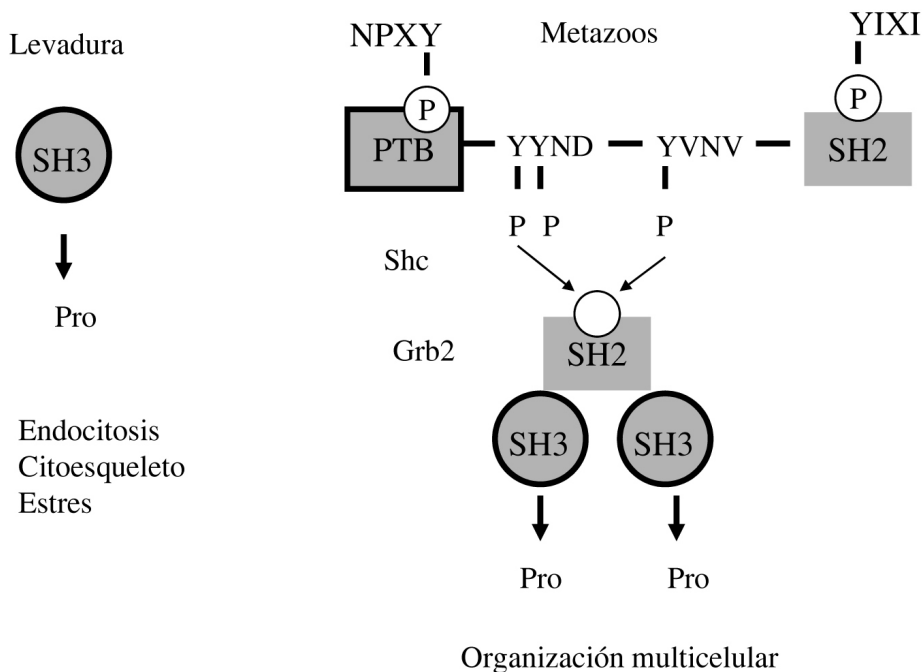 Levadura
NPXY
Metazoos
YIXI
P
P
SH3
PTB
YYND
YVNV
SH2
P P
P
Shc
Pro
Grb2
SH2
Endocitosis
Citoesqueleto
Estres
SH3
SH3
Pro
Pro
Organización multicelular